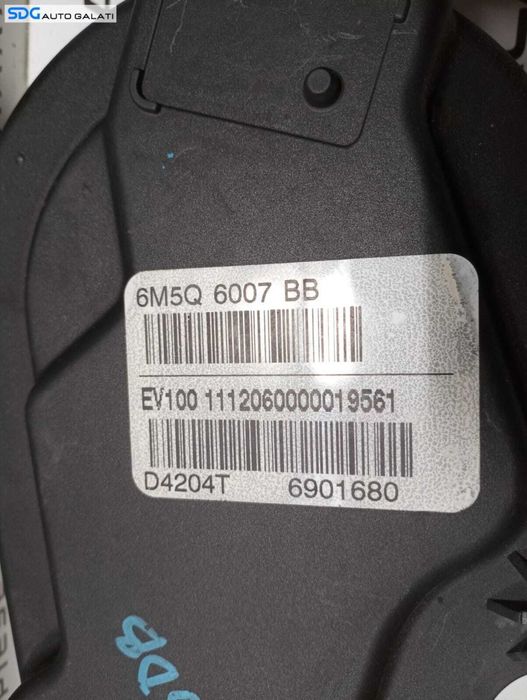 SDG AUTO GALATI
6M5Q 6007 BB
EV100 1112060000019561
D4204T 6901680